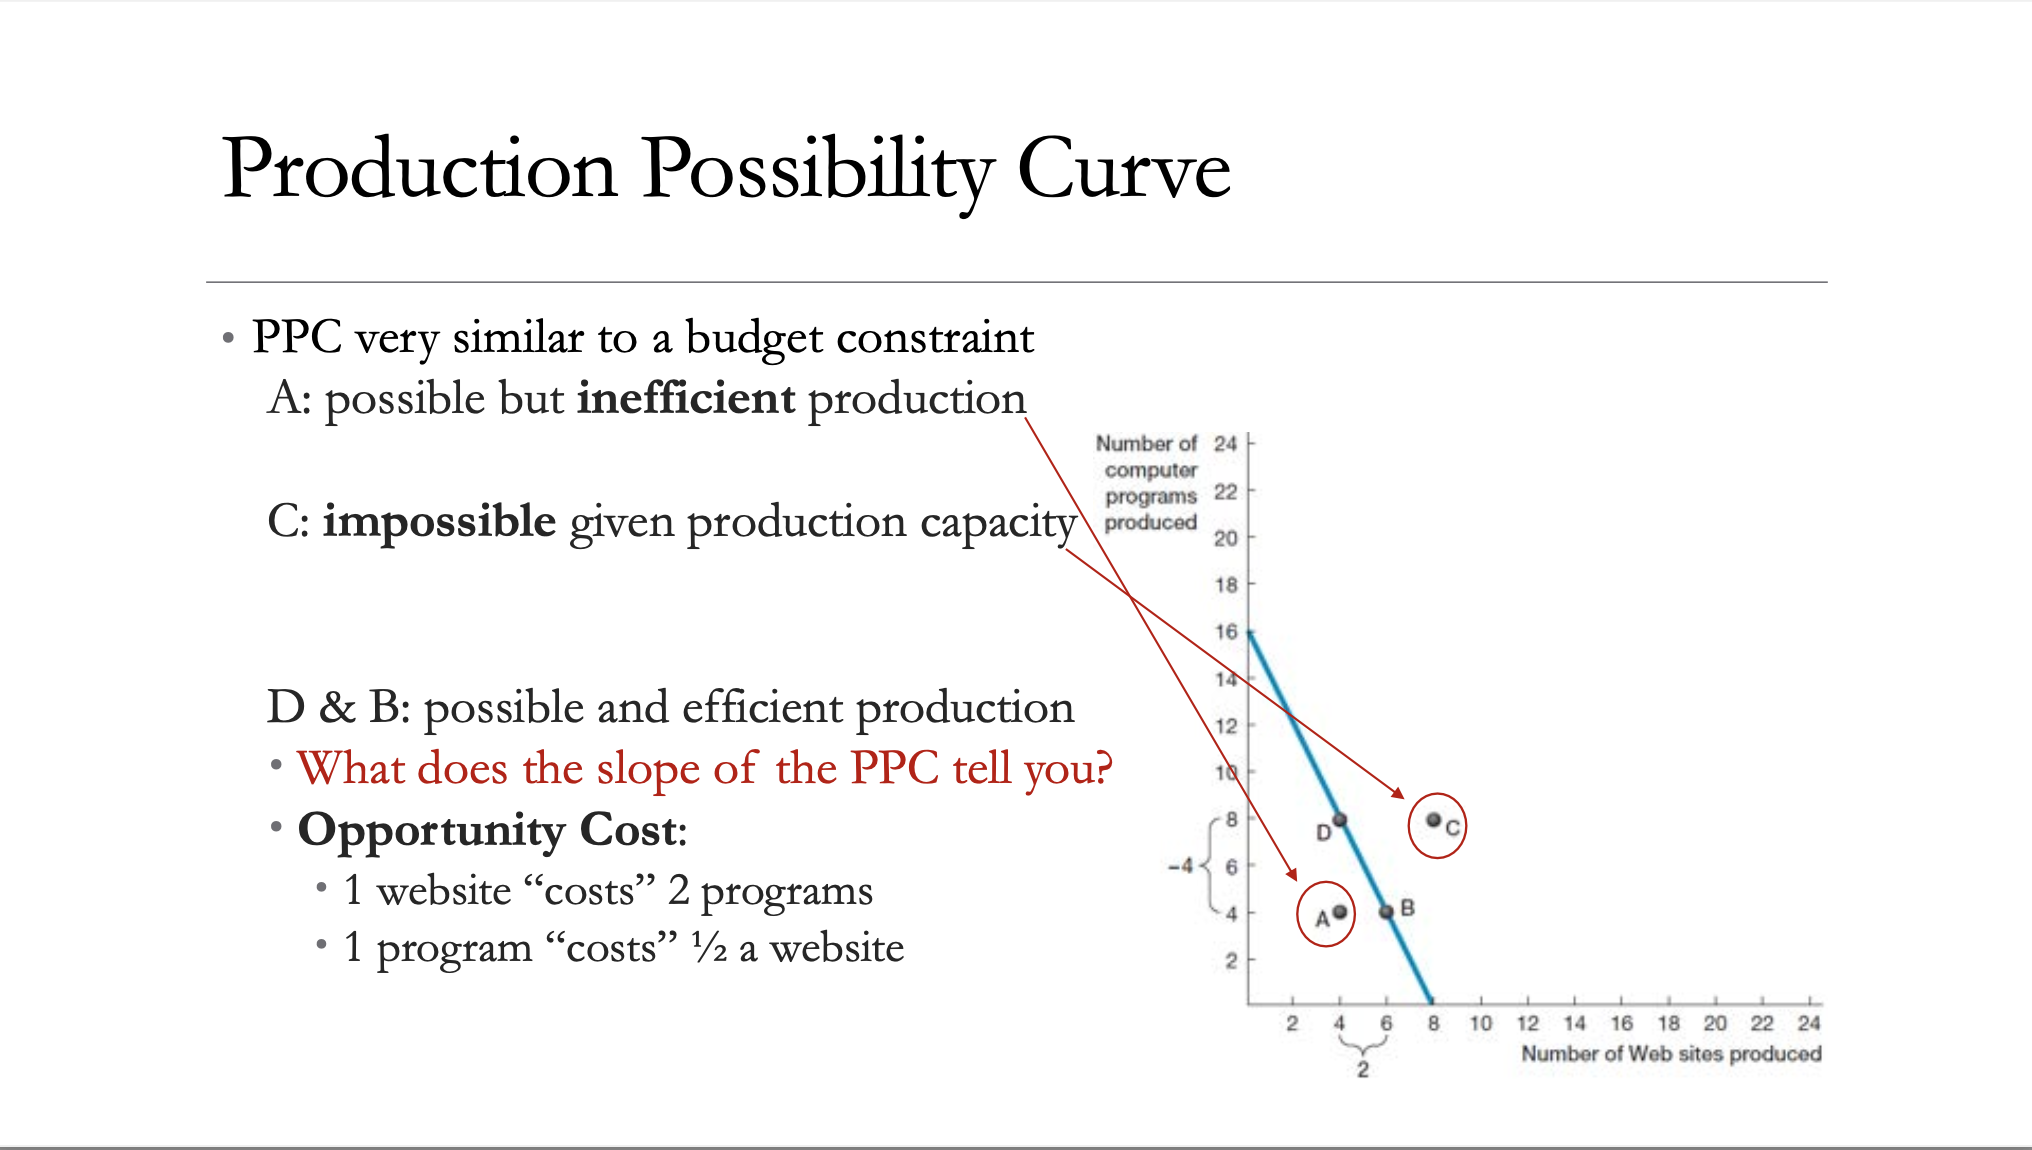 Production Possibility Curve
• PPC very similar to a budget constraint
A: possible but inefficient production
C: impossible given production capacity
D & B: possible and efficient production
• What does the slope of the PPC tell you?
• Opportunity Cost:
• 1 website “costs” 2 programs
• 1 program “costs” ½ a website
Number of
computer
programs
produced
24
22
20
18
16
14
12
10
8
6
4
2
–4
D
C
A
B
2 4 6 8 10 12 14 16 18 20 22 24
Number of Web sites produced
2